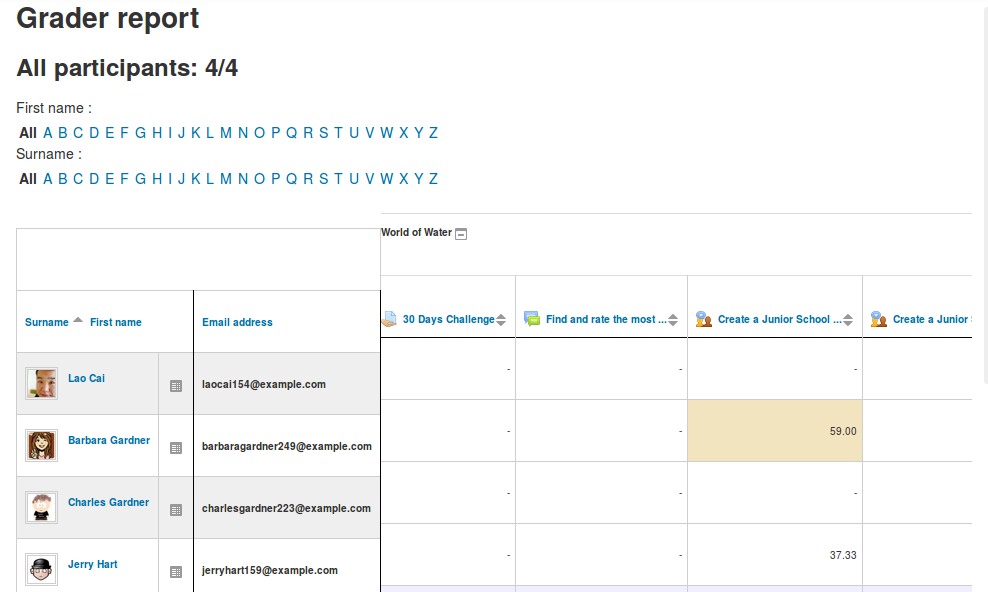 Grader report
All participants: 4/4
First name :
All A B C D E F G H I J K L M N O P Q R S T U V W X Y Z
Surname :
All A B C D E F G H I J K L M N O P Q R S T U V W X Y Z
World of Water
Surname First name Email address 30 Days Challenge Find and rate the most ... Create a Junior School ... Create a Junior
Lao Cai laocai154@example.com - - -
Barbara Gardner barbaragardner249@example.com - - 59.00
Charles Gardner charlesgardner223@example.com - - -
Jerry Hart jerryhart159@example.com - - 37.33